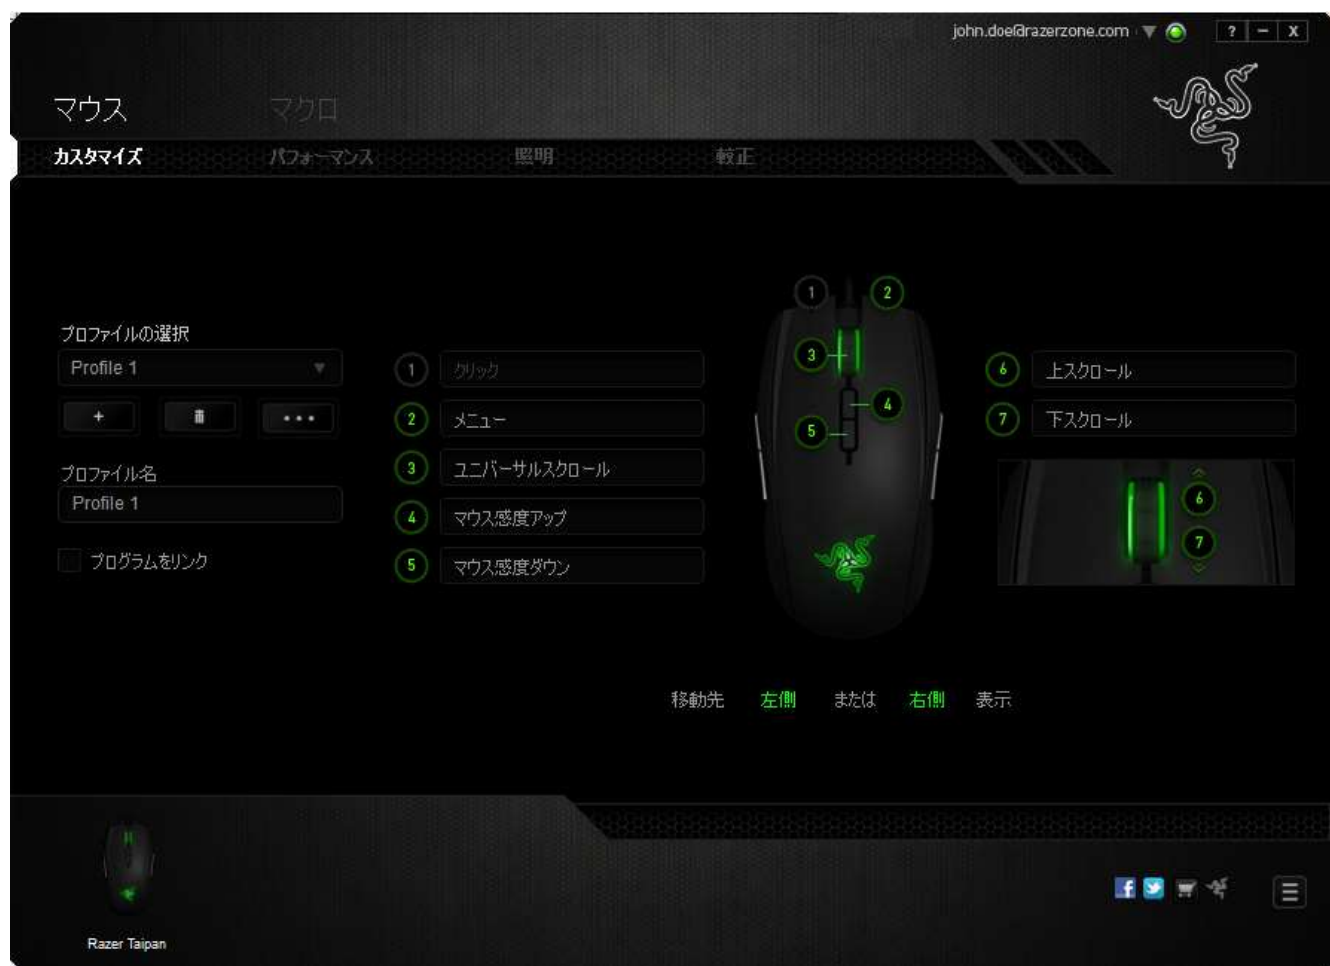 john.doe@razerzone.com
? - X
マウス
マクロ
カスタマイズ
パフォーマンス
照明
較正
プロファイルの選択
Profile 1
+
プロファイル名
Profile 1
プログラムをリンク
1 クリック
2 メニュー
3 ユニバーサルスクロール
4 マウス感度アップ
5 マウス感度ダウン
1
2
3
4
5
6 上スクロール
7 下スクロール
6
7
移動先 左側 または 右側 表示
Razer Taipan